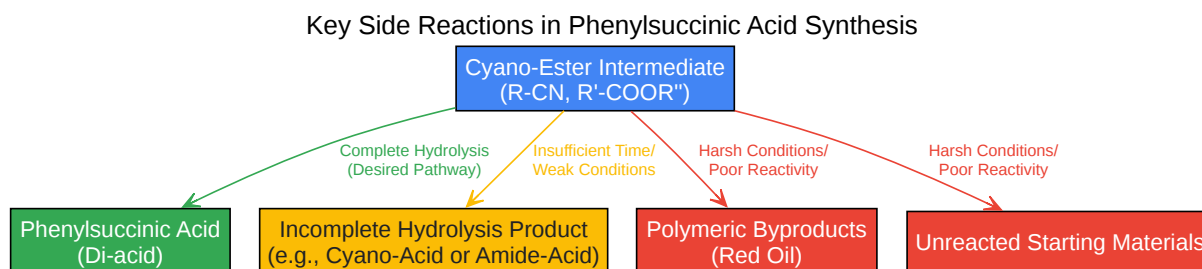 Key Side Reactions in Phenylsuccinic Acid Synthesis
Cyano-Ester Intermediate
(R-CN, R'-COOR")
Complete Hydrolysis
(Desired Pathway)
Insufficient Time/
Weak Conditions
Harsh Conditions/
Poor Reactivity
Harsh Conditions/
Poor Reactivity
Phenylsuccinic Acid
(Di-acid)
Incomplete Hydrolysis Product
(e.g., Cyano-Acid or Amide-Acid)
Polymeric Byproducts
(Red Oil)
Unreacted Starting Materials